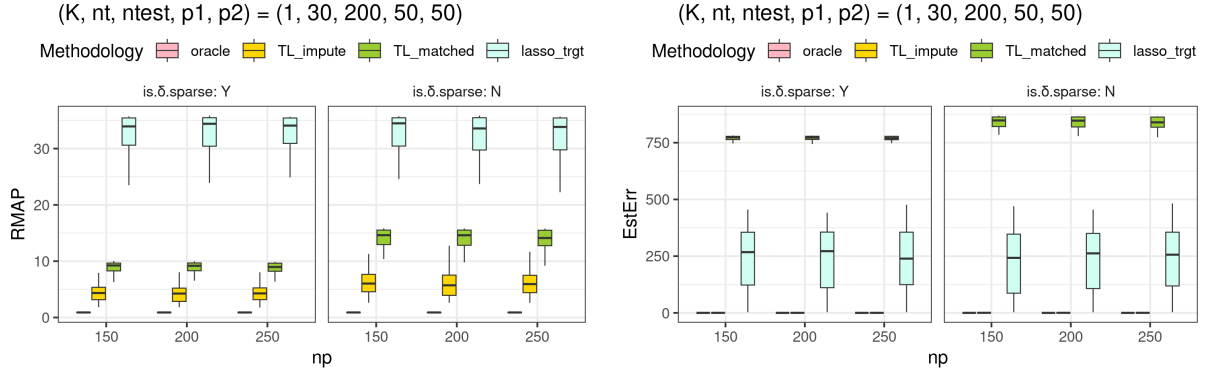 (K, nt, ntest, p1, p2) = (1, 30, 200, 50, 50)
Methodology oracle TL_impute TL_matched lasso_trgt
is.δ.sparse: Y is.δ.sparse: N
RMAP
30
20
10
0
150 200 250 150 200 250
np
(K, nt, ntest, p1, p2) = (1, 30, 200, 50, 50)
Methodology oracle TL_impute TL_matched lasso_trgt
is.δ.sparse: Y is.δ.sparse: N
EstErr
750
500
250
0
150 200 250 150 200 250
np